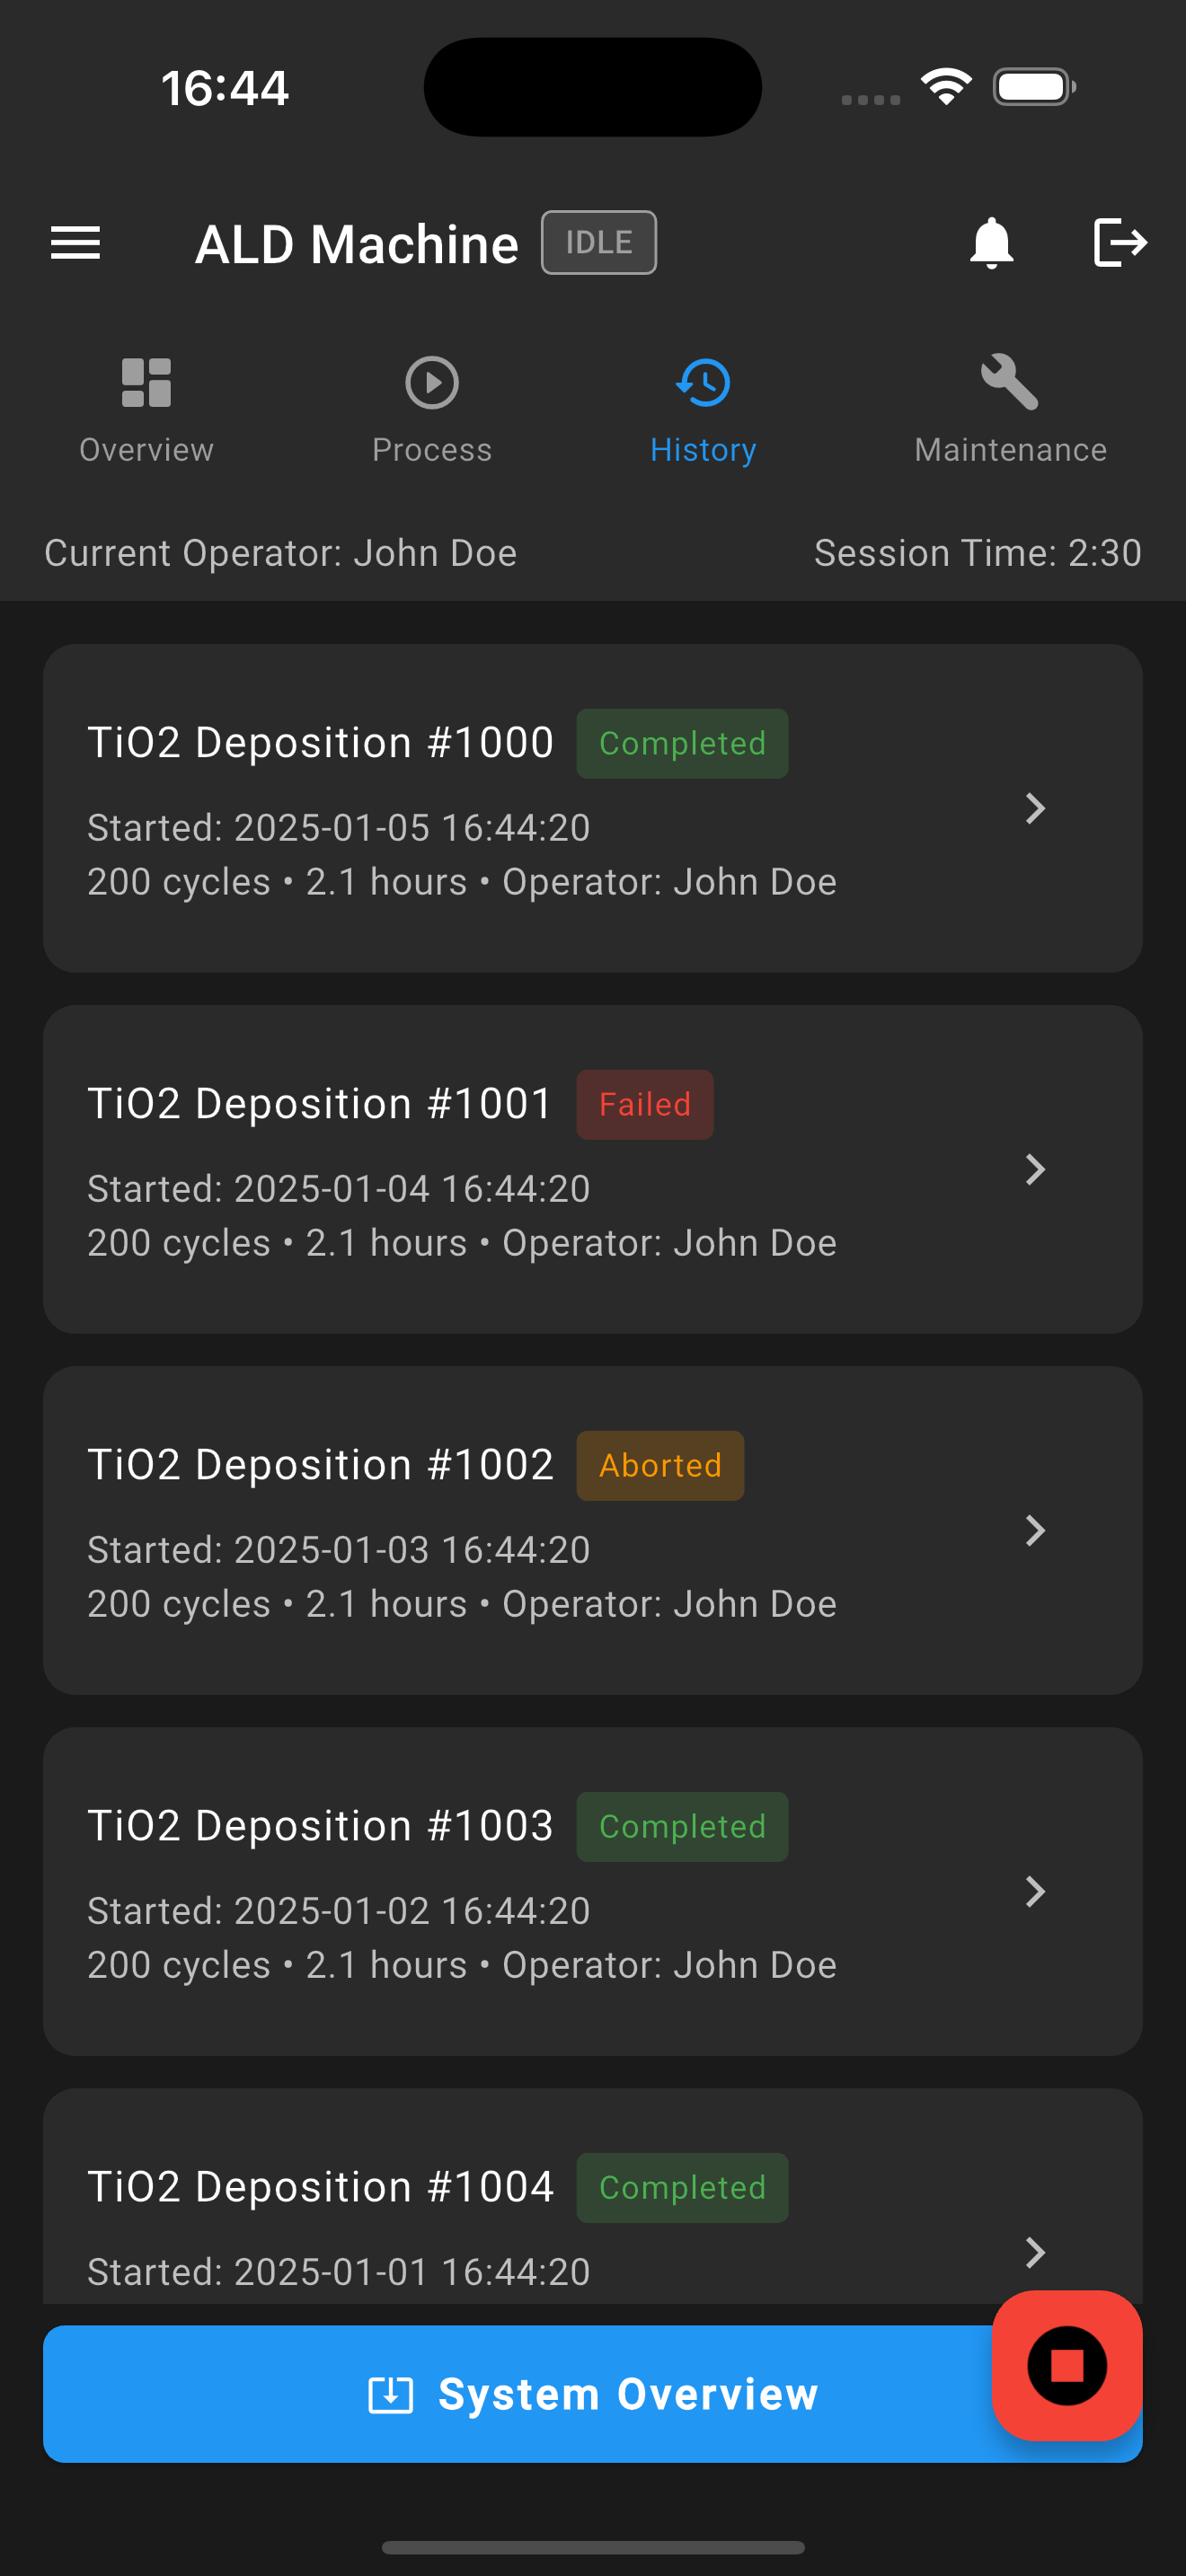 16:44
ALD Machine IDLE
Overview Process History Maintenance
Current Operator: John Doe Session Time: 2:30
TiO2 Deposition #1000 Completed
Started: 2025-01-05 16:44:20
200 cycles • 2.1 hours • Operator: John Doe
TiO2 Deposition #1001 Failed
Started: 2025-01-04 16:44:20
200 cycles • 2.1 hours • Operator: John Doe
TiO2 Deposition #1002 Aborted
Started: 2025-01-03 16:44:20
200 cycles • 2.1 hours • Operator: John Doe
TiO2 Deposition #1003 Completed
Started: 2025-01-02 16:44:20
200 cycles • 2.1 hours • Operator: John Doe
TiO2 Deposition #1004 Completed
Started: 2025-01-01 16:44:20
System Overview